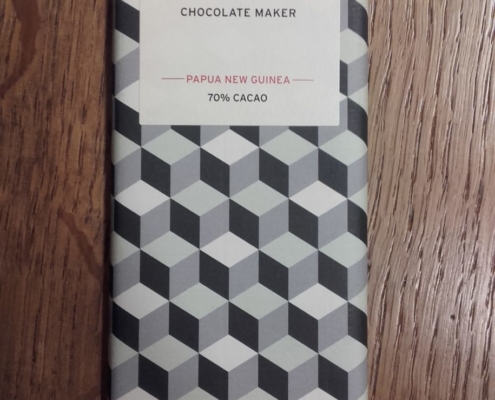 CHOCOLATE MAKER
PAPUA NEW GUINEA
70% CACAO